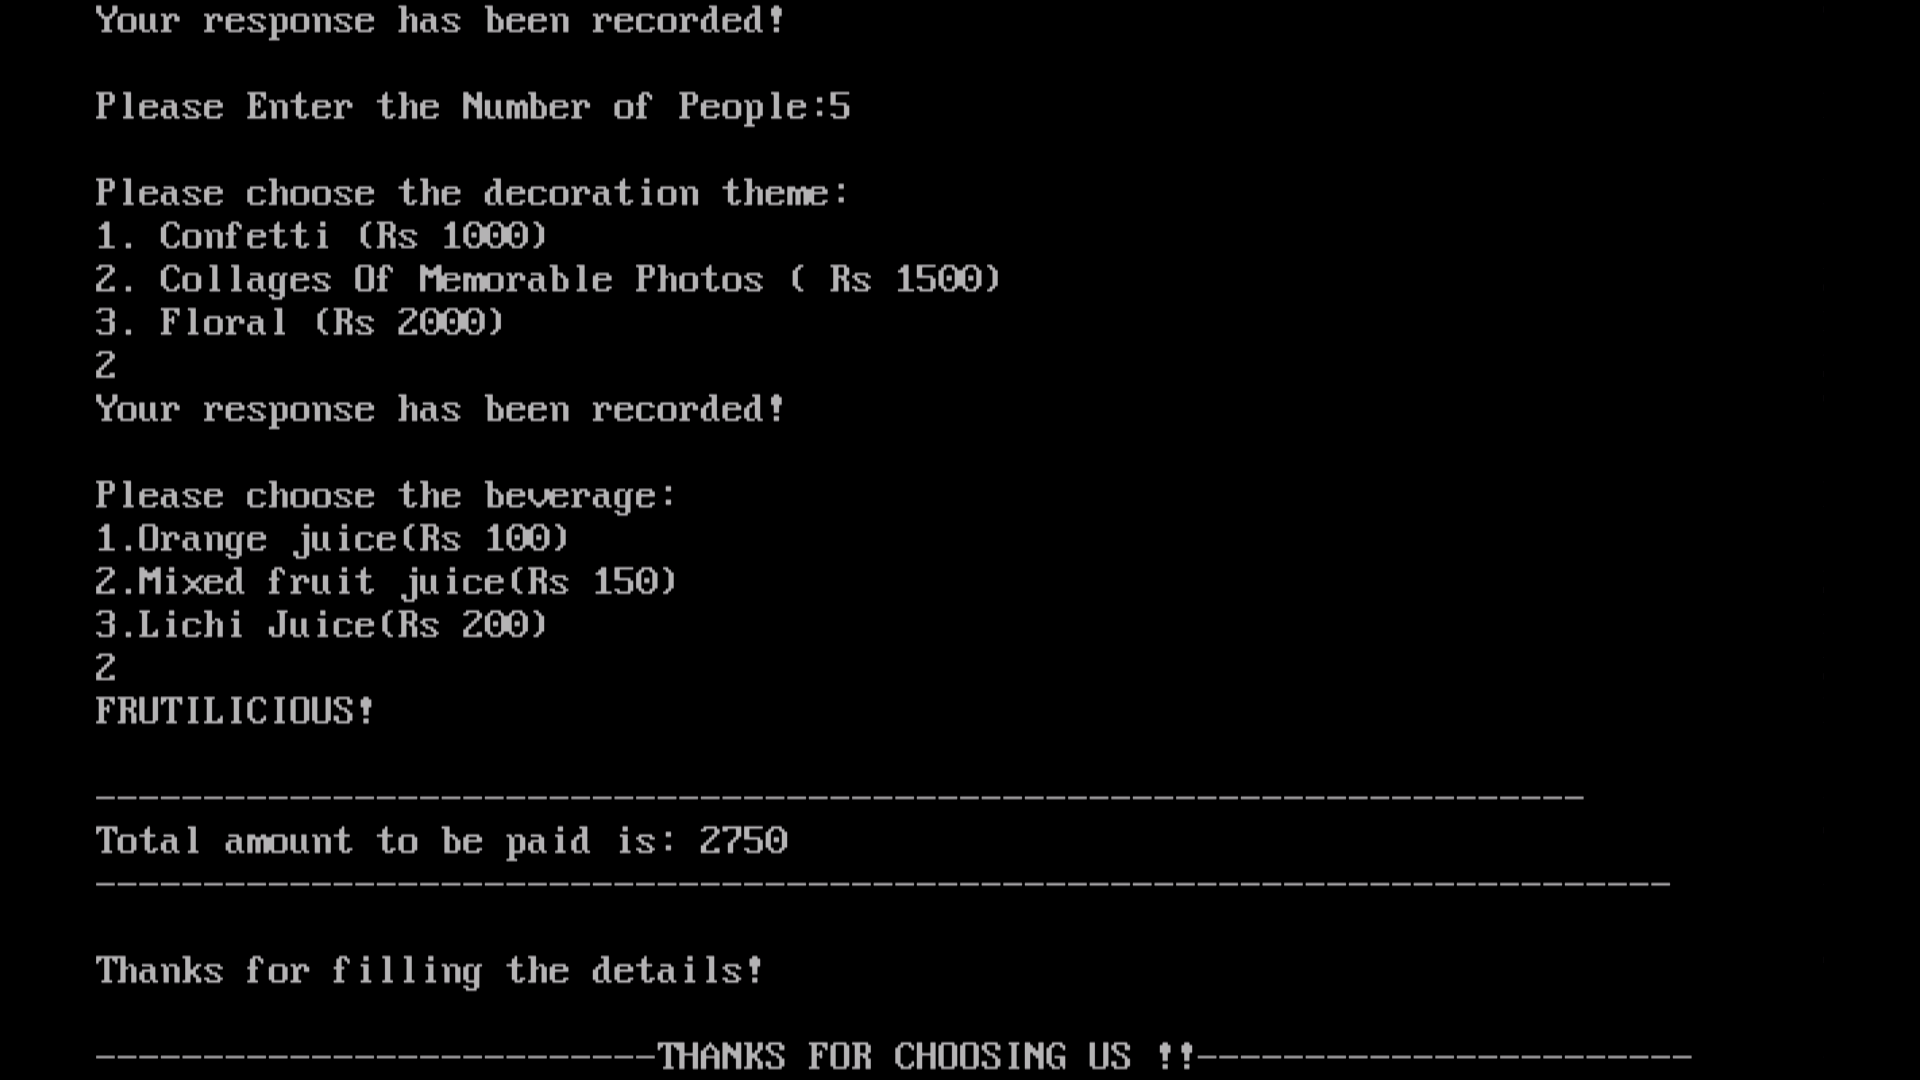 Your response has been recorded!
Please Enter the Number of People:5
Please choose the decoration theme:
1. Confetti (Rs 1000)
2. Collages Of Memorable Photos ( Rs 1500)
3. Floral (Rs 2000)
2
Your response has been recorded!
Please choose the beverage:
1.Orange juice(Rs 100)
2.Mixed fruit juice(Rs 150)
3.Lichi Juice(Rs 200)
2
FRUTILICIOUS!
---------------------------------------------------------------------
Total amount to be paid is: 2750
-------------------------------------------------------------------------
Thanks for filling the details!
--------------------------THANKS FOR CHOOSING US !!-----------------------